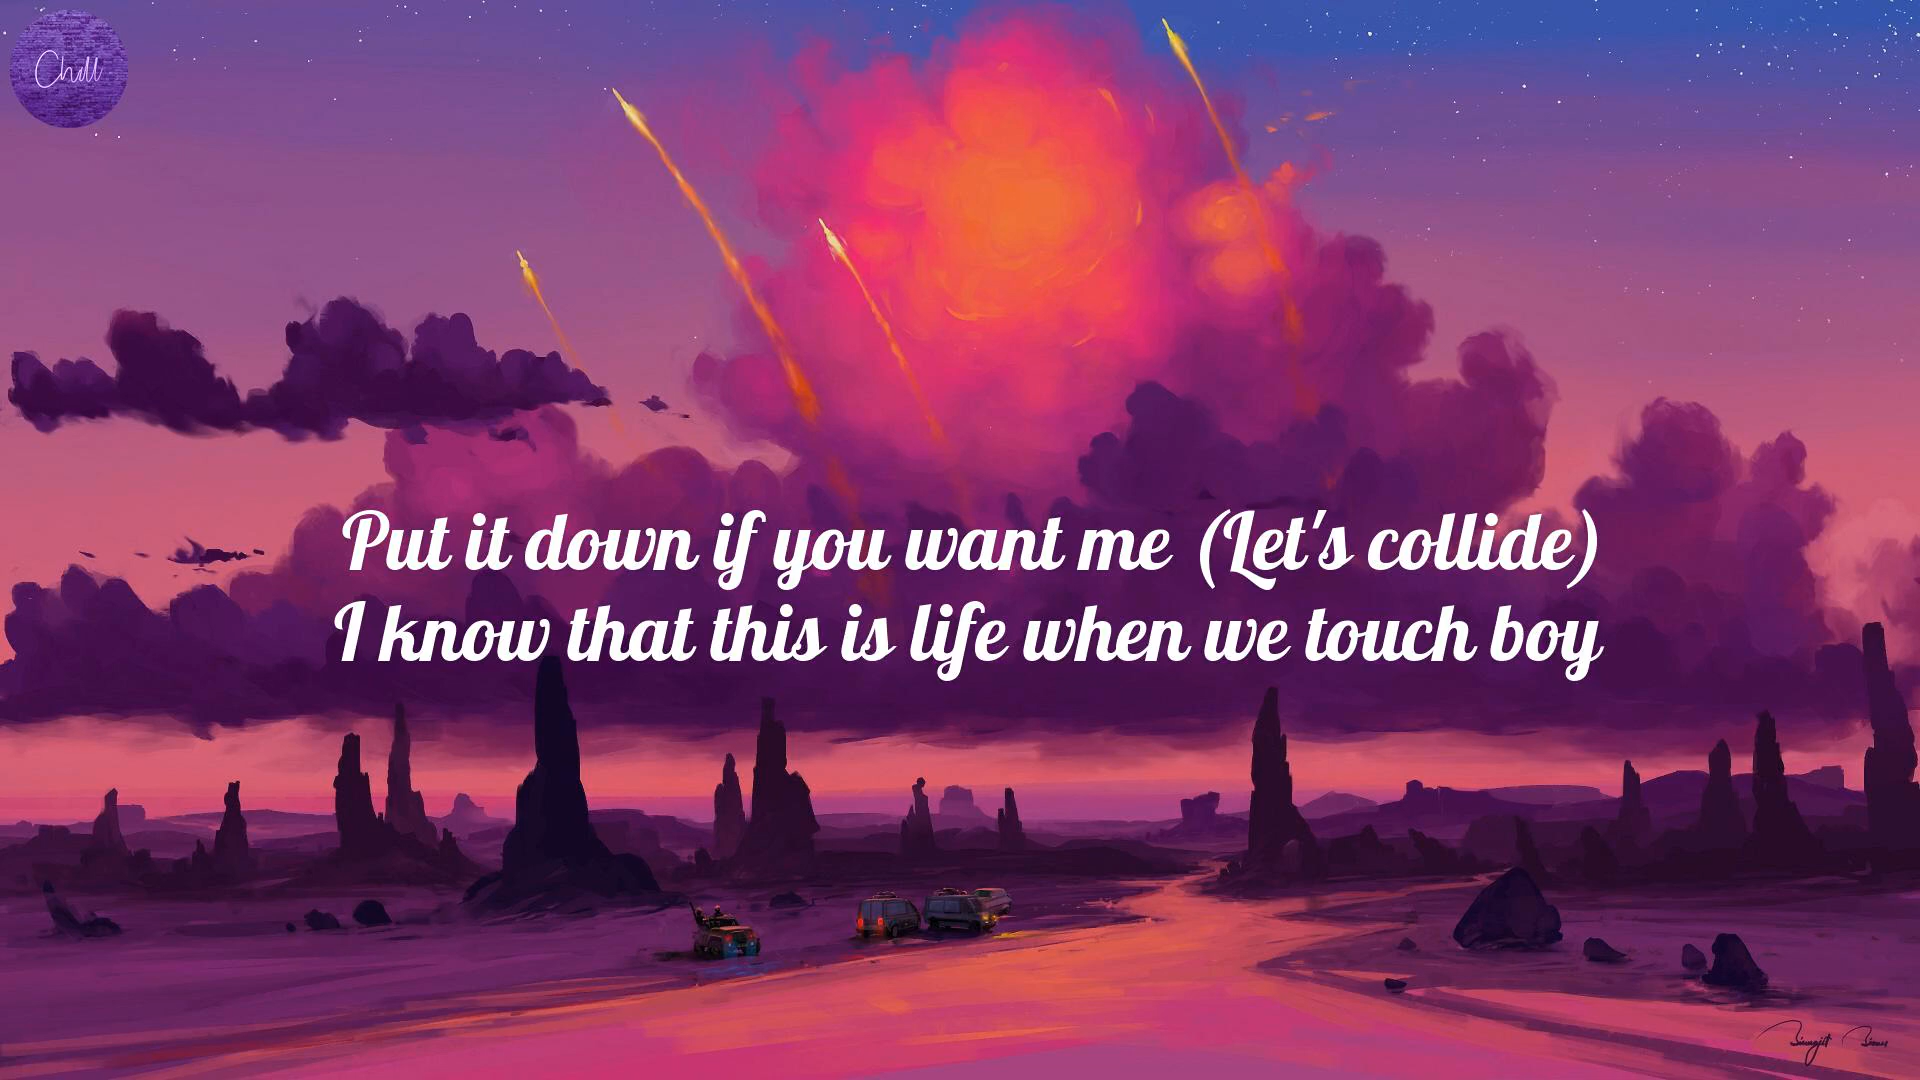 Chill
Put it down if you want me (Let's collide)
I know that this is life when we touch boy